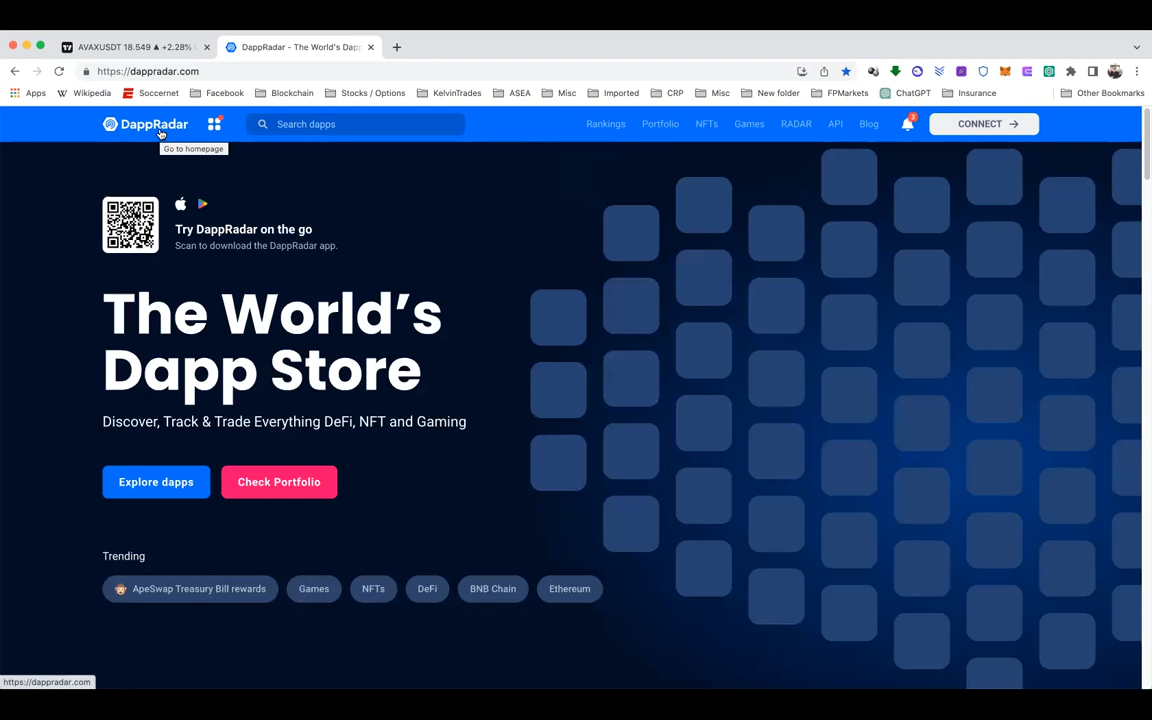 AVAXUSDT 18.549 ▲ +2.28%
DappRadar - The World's Dapp
https://dappradar.com
Apps
Wikipedia
Soccernet
Facebook
Blockchain
Stocks / Options
KelvinTrades
ASEA
Misc
Imported
CRP
Misc
New folder
FPMarkets
ChatGPT
Insurance
Other Bookmarks
DappRadar
Search dapps
Rankings
Portfolio
NFTs
Games
RADAR
API
Blog
3
CONNECT
Go to homepage
Try DappRadar on the go
Scan to download the DappRadar app.
The World's
Dapp Store
Discover, Track & Trade Everything DeFi, NFT and Gaming
Explore dapps
Check Portfolio
Trending
ApeSwap Treasury Bill rewards
Games
NFTs
DeFi
BNB Chain
Ethereum
https://dappradar.com